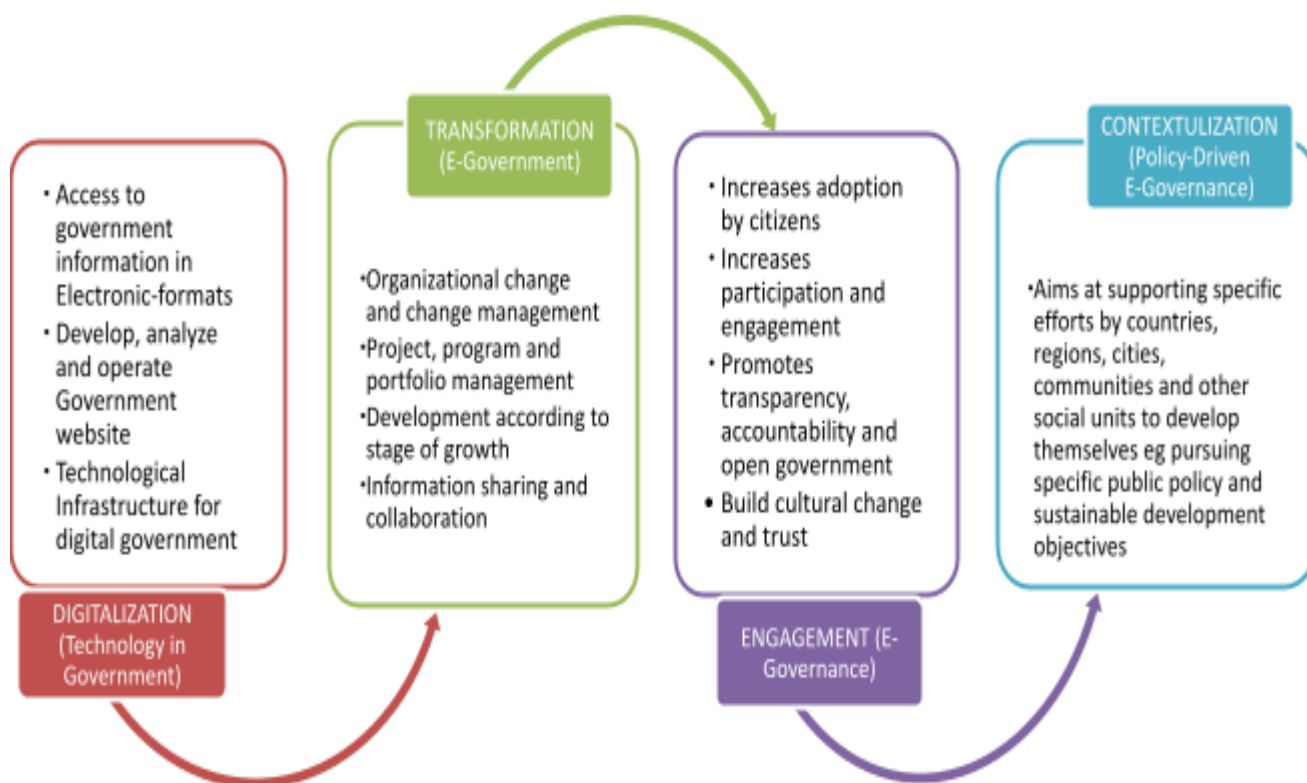 • Access to
government
information in
Electronic-formats
• Develop, analyze
and operate
Government
website
• Technological
Infrastructure for
digital government
DIGITALIZATION
(Technology in
Government)
TRANSFORMATION
(E-Government)
•Organizational change
and change management
•Project, program and
portfolio management
•Development according to
stage of growth
•Information sharing and
collaboration
• Increases adoption
by citizens
• Increases
participation and
engagement
• Promotes
transparency,
accountability and
open government
• Build cultural change
and trust
ENGAGEMENT (E-
Governance)
CONTEXTULIZATION
(Policy-Driven
E-Governance)
•Aims at supporting specific
efforts by countries,
regions, cities,
communities and other
social units to develop
themselves eg pursuing
specific public policy and
sustainable development
objectives